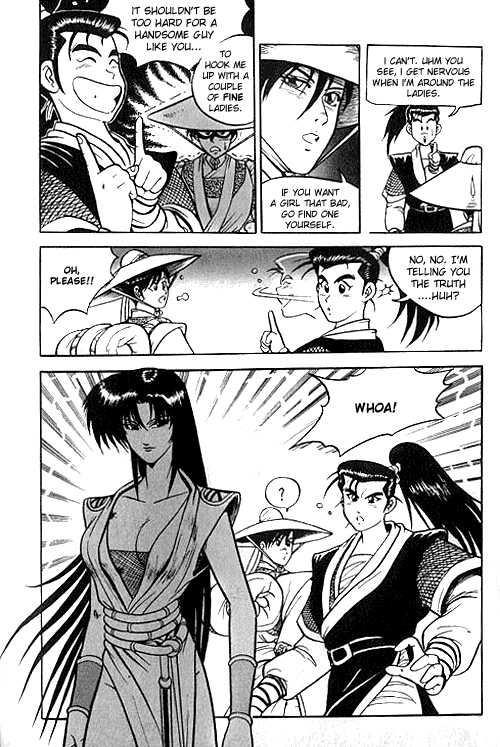 IT SHOULDN'T BE
TOO HARD FOR A
HANDSOME GUY
LIKE YOU...
TO
HOOK ME
UP WITH A
COUPLE
OF FINE
LADIES.
IF YOU WANT
A GIRL THAT BAD,
GO FIND ONE
YOURSELF.
I CAN'T. UHM YOU
SEE, I GET NERVOUS
WHEN I'M AROUND THE
LADIES.
OH,
PLEASE!!
NO, NO. I'M
TELLING YOU
THE TRUTH
....HUH?
WHOA!
?